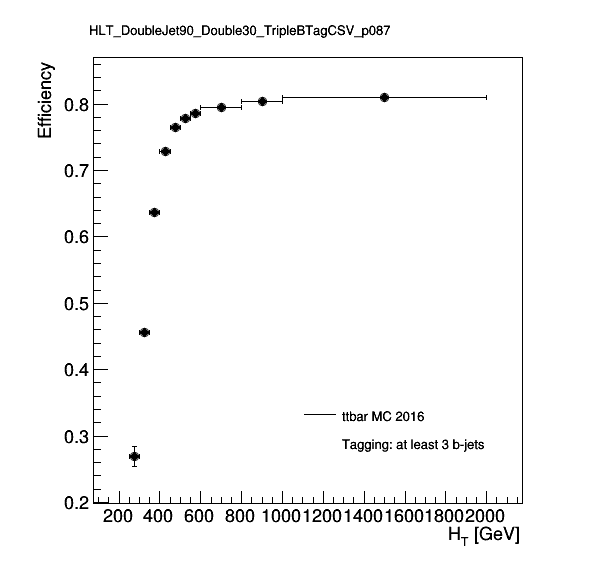 HLT_DoubleJet90_Double30_TripleBTagCSV_p087
Efficiency
0.8
0.7
0.6
0.5
0.4
0.3
0.2
ttbar MC 2016
Tagging: at least 3 b-jets
200 400 600 800 1000 1200 1400 1600 1800 2000
H_T [GeV]